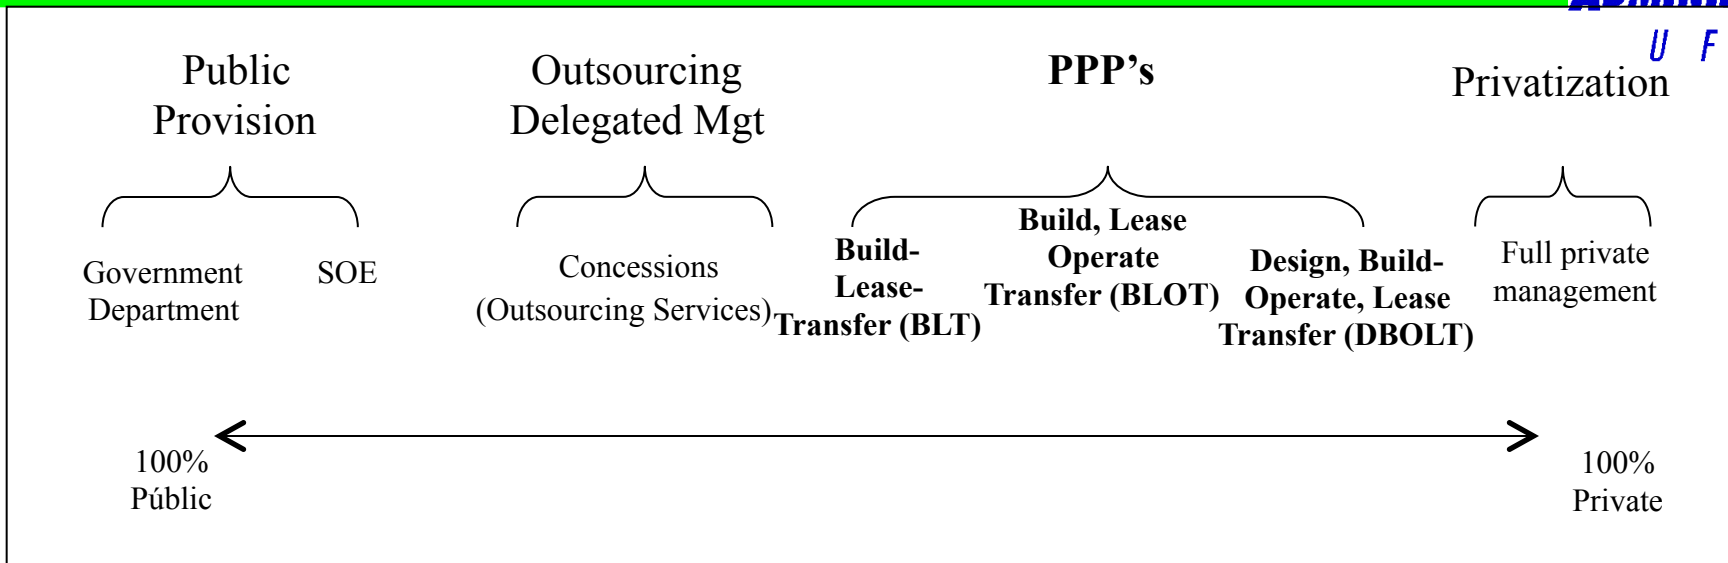 U F
Public
Provision
Outsourcing
Delegated Mgt
PPP’s
Privatization
Government
Department
SOE
Concessions
(Outsourcing Services)
Build-
Lease-
Transfer (BLT)
Build, Lease
Operate
Transfer (BLOT)
Design, Build-
Operate, Lease
Transfer (DBOLT)
Full private
management
100%
Públic
100%
Private